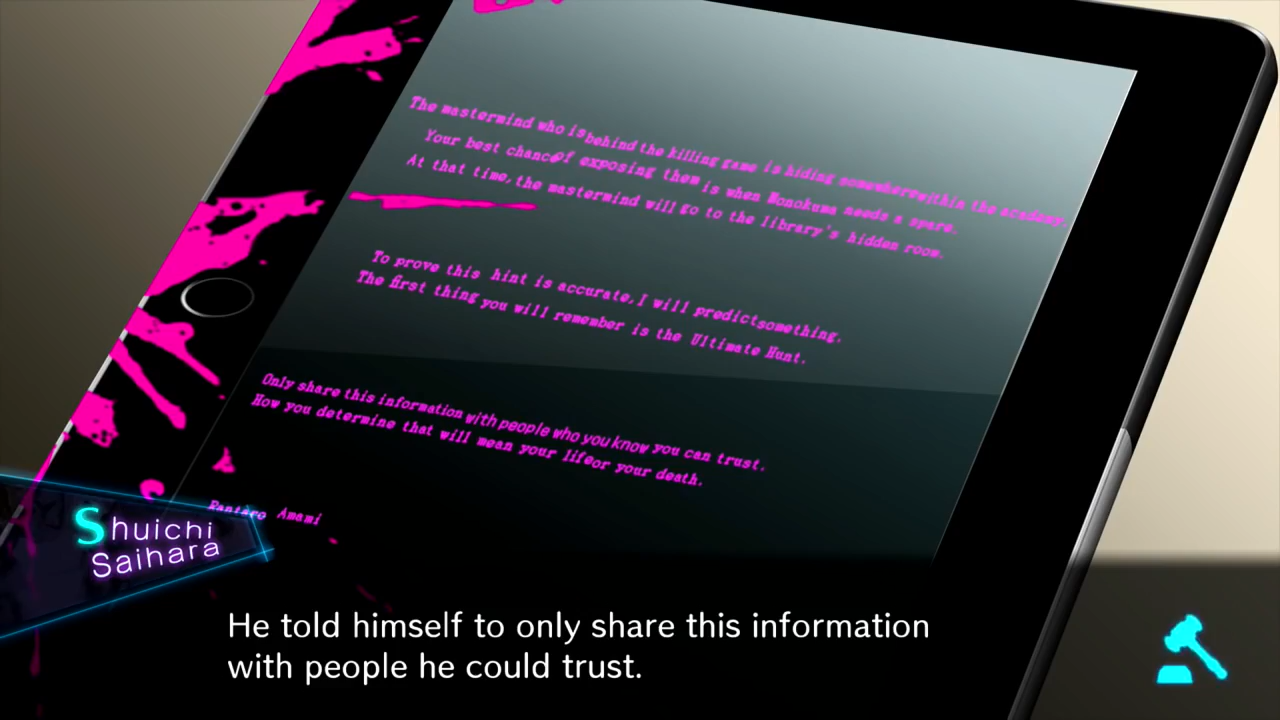 The mastermind who is behind the killing game is hiding somewhere within the academy.
Your best chance of exposing them is when Monokuma needs a spare.
At that time, the mastermind will go to the library's hidden room.
To prove this hint is accurate, I will predict something.
The first thing you will remember is the Ultimate Hunt.
Only share this information with people who you know you can trust.
How you determine that will mean your life or your death.
Rantaro Amami
Shuichi
Saihara
He told himself to only share this information
with people he could trust.